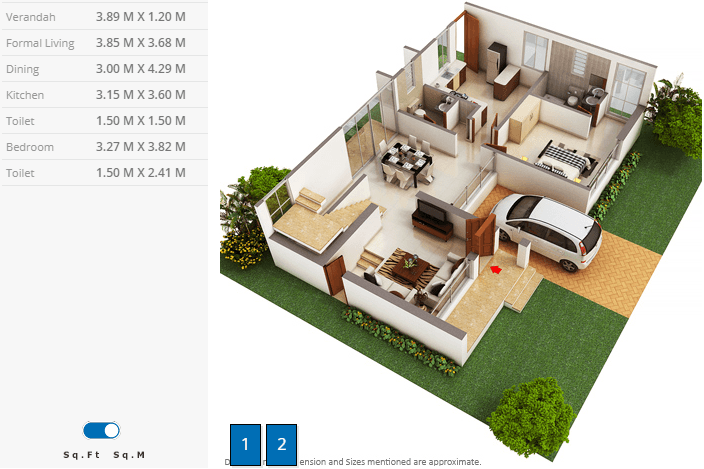 Verandah 3.89 M X 1.20 M
Formal Living 3.85 M X 3.68 M
Dining 3.00 M X 4.29 M
Kitchen 3.15 M X 3.60 M
Toilet 1.50 M X 1.50 M
Bedroom 3.27 M X 3.82 M
Toilet 1.50 M X 2.41 M
Sq.Ft Sq.M
1 2
ension and Sizes mentioned are approximate.